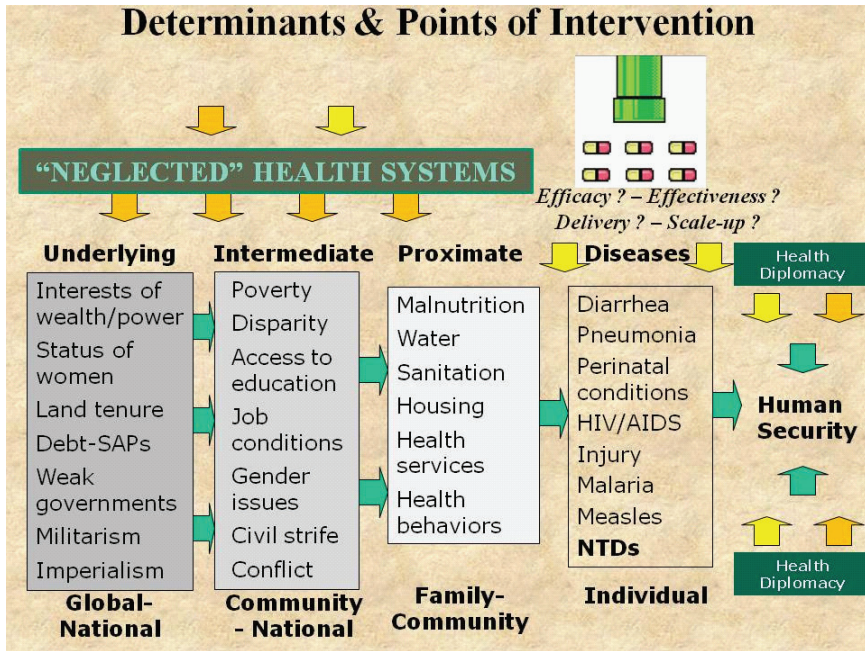 Determinants & Points of Intervention
“NEGLECTED” HEALTH SYSTEMS
Efficacy ? – Effectiveness ?
Delivery ? – Scale-up ?
Underlying
Interests of
wealth/power
Status of
women
Land tenure
Debt-SAPs
Weak
governments
Militarism
Imperialism
Global-
National
Intermediate
Poverty
Disparity
Access to
education
Job
conditions
Gender
issues
Civil strife
Conflict
Community
- National
Proximate
Malnutrition
Water
Sanitation
Housing
Health
services
Health
behaviors
Family-
Community
Diseases
Diarrhea
Pneumonia
Perinatal
conditions
HIV/AIDS
Injury
Malaria
Measles
NTDs
Individual
Health
Diplomacy
Human
Security
Health
Diplomacy